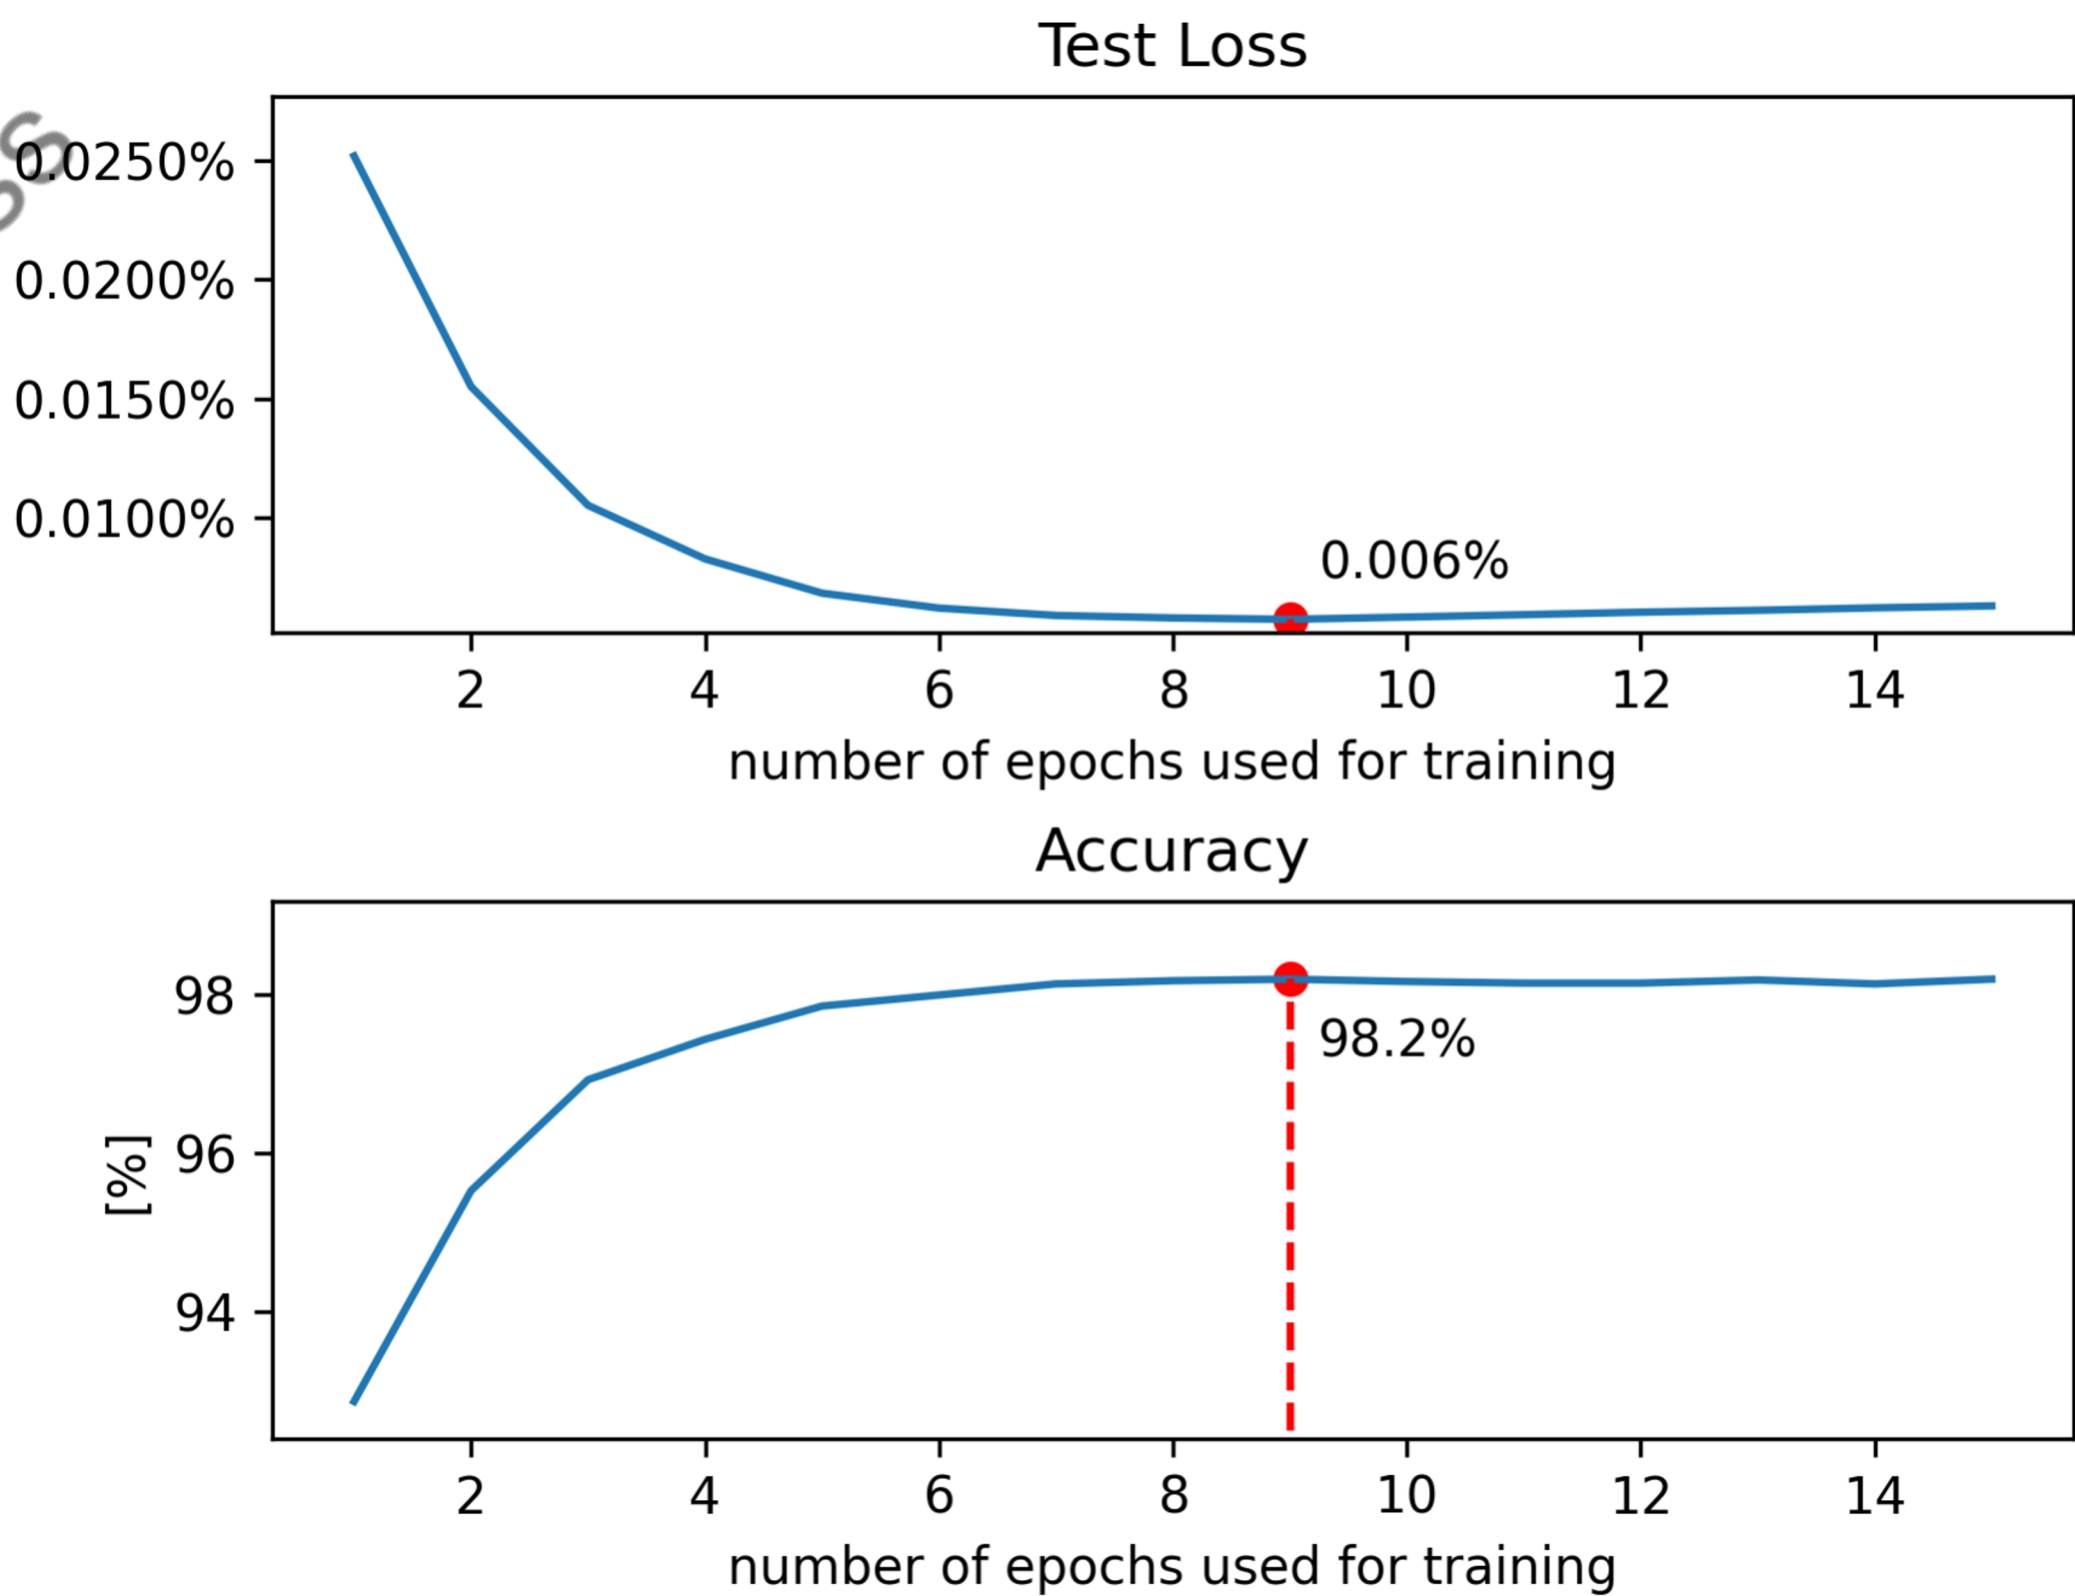 Test Loss
ss
0.0250%
0.0200%
0.0150%
0.0100%
0.006%
2 4 6 8 10 12 14
number of epochs used for training
Accuracy
98
98.2%
96
[%]
94
2 4 6 8 10 12 14
number of epochs used for training